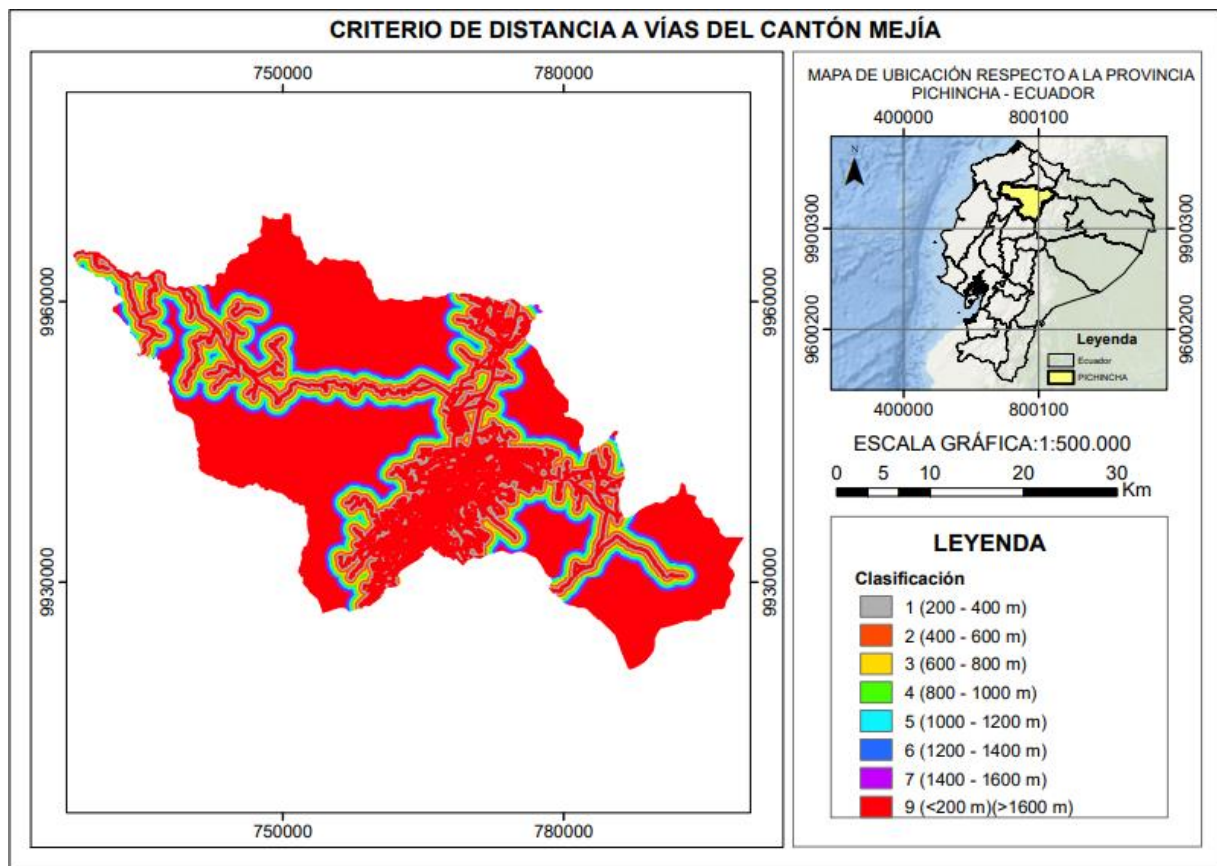 CRITERIO DE DISTANCIA A VÍAS DEL CANTÓN MEJÍA
750000
780000
9960000
9960000
9930000
9930000
750000
780000
MAPA DE UBICACIÓN RESPECTO A LA PROVINCIA
PICHINCHA - ECUADOR
400000
800100
N
9900300
9900300
9600200
9600200
Leyenda
Ecuador
PICHINCHA
400000
800100
ESCALA GRÁFICA:1:500.000
0 5 10 20 30
Km
LEYENDA
Clasificación
1 (200 - 400 m)
2 (400 - 600 m)
3 (600 - 800 m)
4 (800 - 1000 m)
5 (1000 - 1200 m)
6 (1200 - 1400 m)
7 (1400 - 1600 m)
9 (<200 m)(>1600 m)